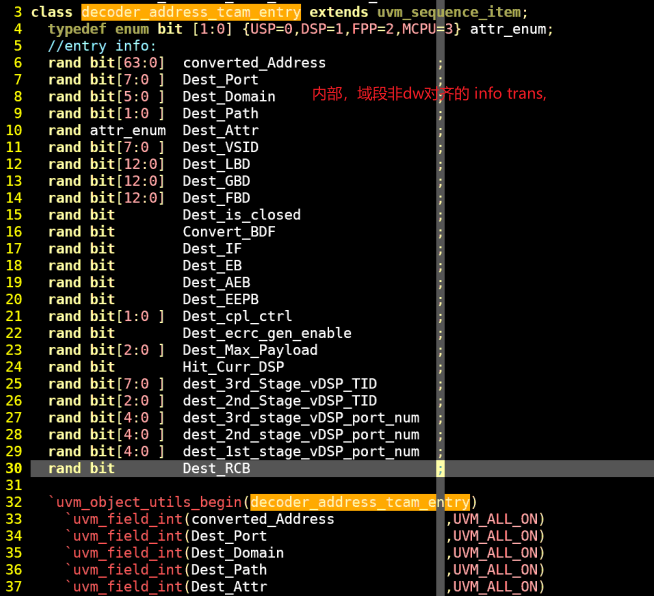 3 class decoder_address_tcam_entry extends uvm_sequence_item;
4 typedef enum bit [1:0] {USP=0,DSP=1,FPP=2,MCPU=3} attr_enum;
5 //entry info:
6 rand bit[63:0] converted_Address ;
7 rand bit[7:0 ] Dest_Port ;
8 rand bit[5:0 ] Dest_Domain ; 内部，域段非dw对齐的 info trans,
9 rand bit[1:0 ] Dest_Path ;
10 rand attr_enum Dest_Attr ;
11 rand bit[7:0 ] Dest_VSID ;
12 rand bit[12:0] Dest_LBD ;
13 rand bit[12:0] Dest_GBD ;
14 rand bit[12:0] Dest_FBD ;
15 rand bit Dest_is_closed ;
16 rand bit Convert_BDF ;
17 rand bit Dest_IF ;
18 rand bit Dest_EB ;
19 rand bit Dest_AEB ;
20 rand bit Dest_EEPB ;
21 rand bit[1:0 ] Dest_cpl_ctrl ;
22 rand bit Dest_ecrc_gen_enable ;
23 rand bit[2:0 ] Dest_Max_Payload ;
24 rand bit Hit_Curr_DSP ;
25 rand bit[7:0 ] dest_3rd_Stage_vDSP_TID ;
26 rand bit[2:0 ] dest_2nd_Stage_vDSP_TID ;
27 rand bit[4:0 ] dest_3rd_stage_vDSP_port_num ;
28 rand bit[4:0 ] dest_2nd_stage_vDSP_port_num ;
29 rand bit[4:0 ] dest_1st_stage_vDSP_port_num ;
30 rand bit Dest_RCB ;
31
32 `uvm_object_utils_begin(decoder_address_tcam_entry)
33 `uvm_field_int(converted_Address ,UVM_ALL_ON)
34 `uvm_field_int(Dest_Port ,UVM_ALL_ON)
35 `uvm_field_int(Dest_Domain ,UVM_ALL_ON)
36 `uvm_field_int(Dest_Path ,UVM_ALL_ON)
37 `uvm_field_int(Dest_Attr ,UVM_ALL_ON)